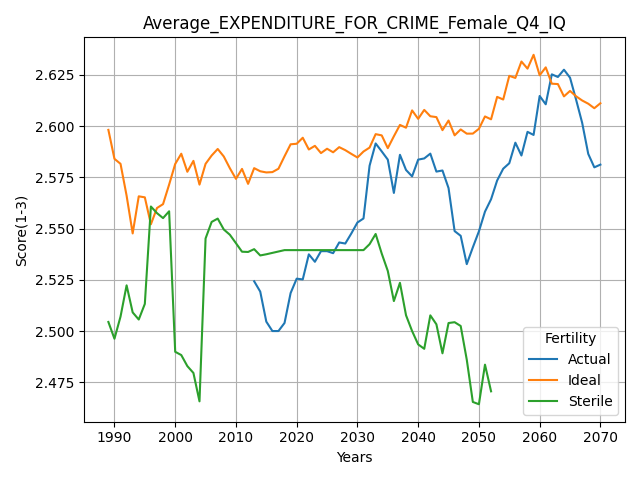 Average_EXPENDITURE_FOR_CRIME_Female_Q4_IQ
Score(1-3)
2.625
2.600
2.575
2.550
2.525
2.500
2.475
Fertility
Actual
Ideal
Sterile
1990 2000 2010 2020 2030 2040 2050 2060 2070
Years